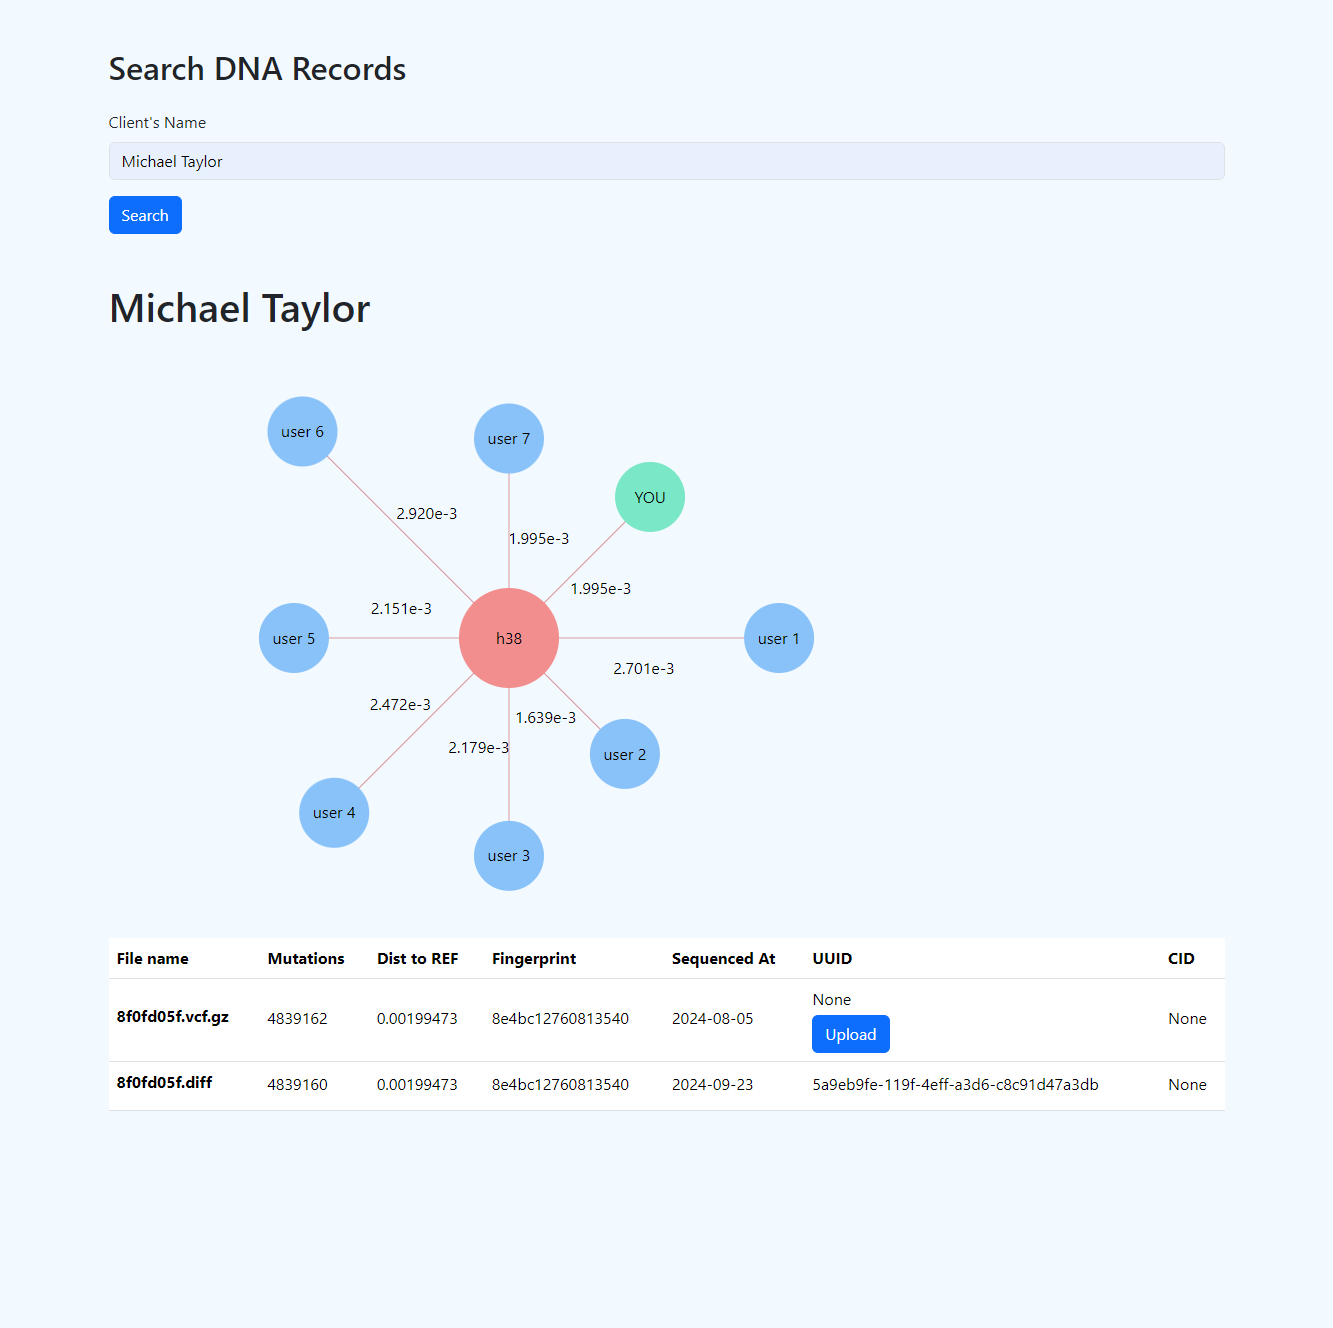 Search DNA Records
Client's Name
Michael Taylor
Search
Michael Taylor
user 6
user 7
YOU
2.920e-3
1.995e-3
1.995e-3
2.151e-3
user 5
h38
user 1
2.701e-3
2.472e-3
1.639e-3
2.179e-3
user 2
user 4
user 3
File name Mutations Dist to REF Fingerprint Sequenced At UUID CID
None
8f0fd05f.vcf.gz 4839162 0.00199473 8e4bc12760813540 2024-08-05 None
Upload
8f0fd05f.diff 4839160 0.00199473 8e4bc12760813540 2024-09-23 5a9eb9fe-119f-4eff-a3d6-c8c91d47a3db None